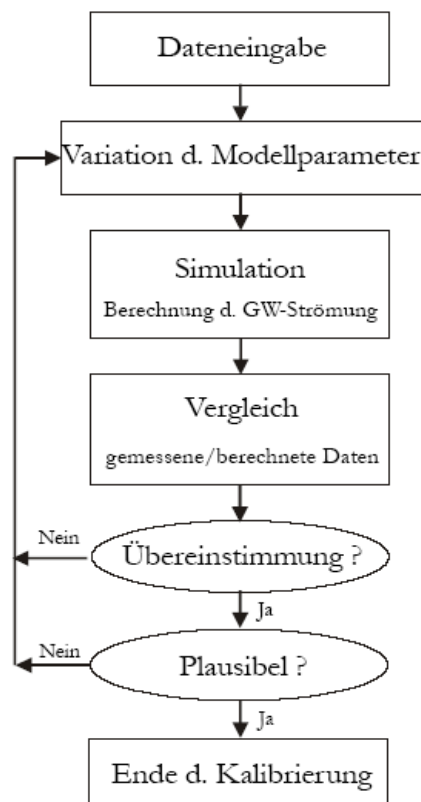 Dateneingabe
Variation d. Modellparameter
Simulation
Berechnung d. GW-Strömung
Vergleich
gemessene/berechnete Daten
Nein
Übereinstimmung ?
Ja
Nein
Plausibel ?
Ja
Ende d. Kalibrierung